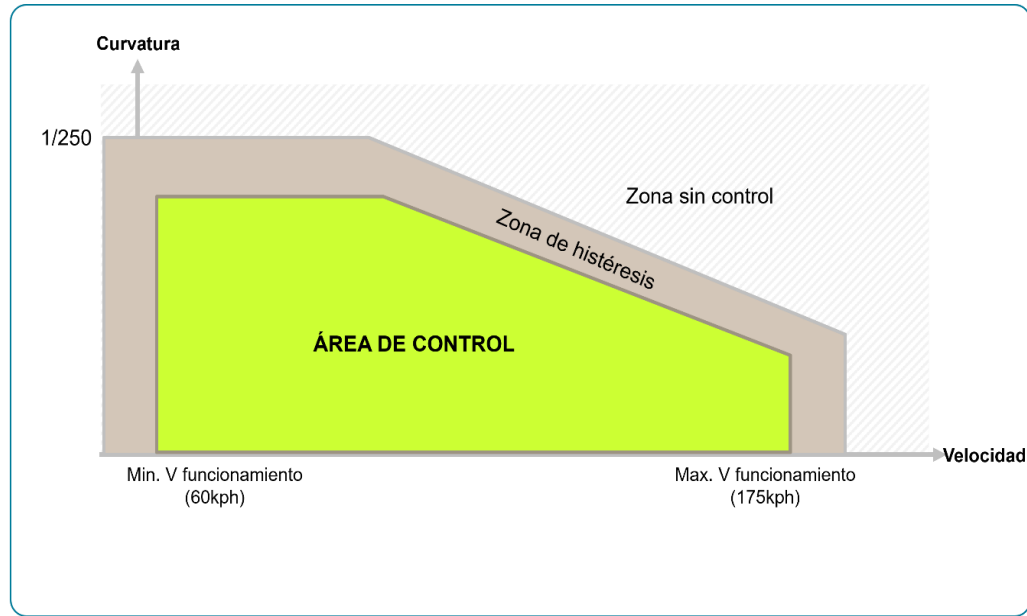 Curvatura
1/250
Zona sin control
Zona de histéresis
ÁREA DE CONTROL
Velocidad
Min. V funcionamiento
(60kph)
Max. V funcionamiento
(175kph)